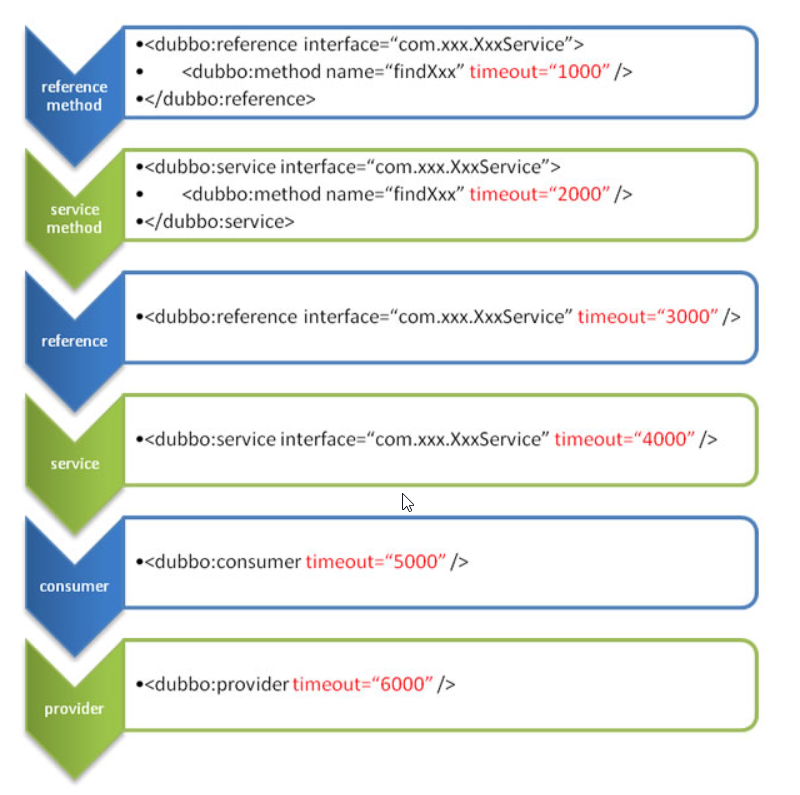 reference
method
•<dubbo:reference interface=“com.xxx.XxxService”>
• <dubbo:method name=“findXxx” timeout=“1000” />
•</dubbo:reference>
service
method
•<dubbo:service interface=“com.xxx.XxxService”>
• <dubbo:method name=“findXxx” timeout=“2000” />
•</dubbo:service>
reference
•<dubbo:reference interface=“com.xxx.XxxService” timeout=“3000” />
service
•<dubbo:service interface=“com.xxx.XxxService” timeout=“4000” />
consumer
•<dubbo:consumer timeout=“5000” />
provider
•<dubbo:provider timeout=“6000” />